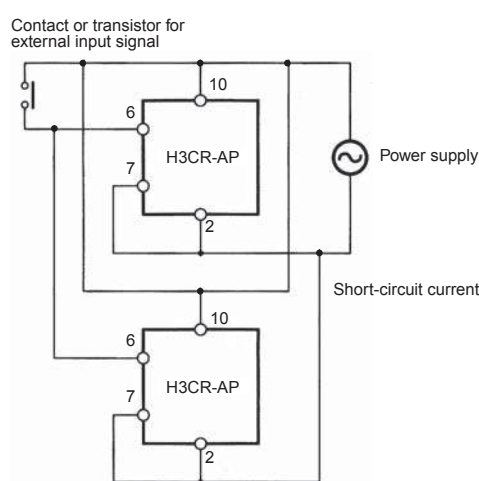 Contact or transistor for
external input signal
10
6
H3CR-AP
7
Power supply
2
Short-circuit current
10
6
H3CR-AP
7
2